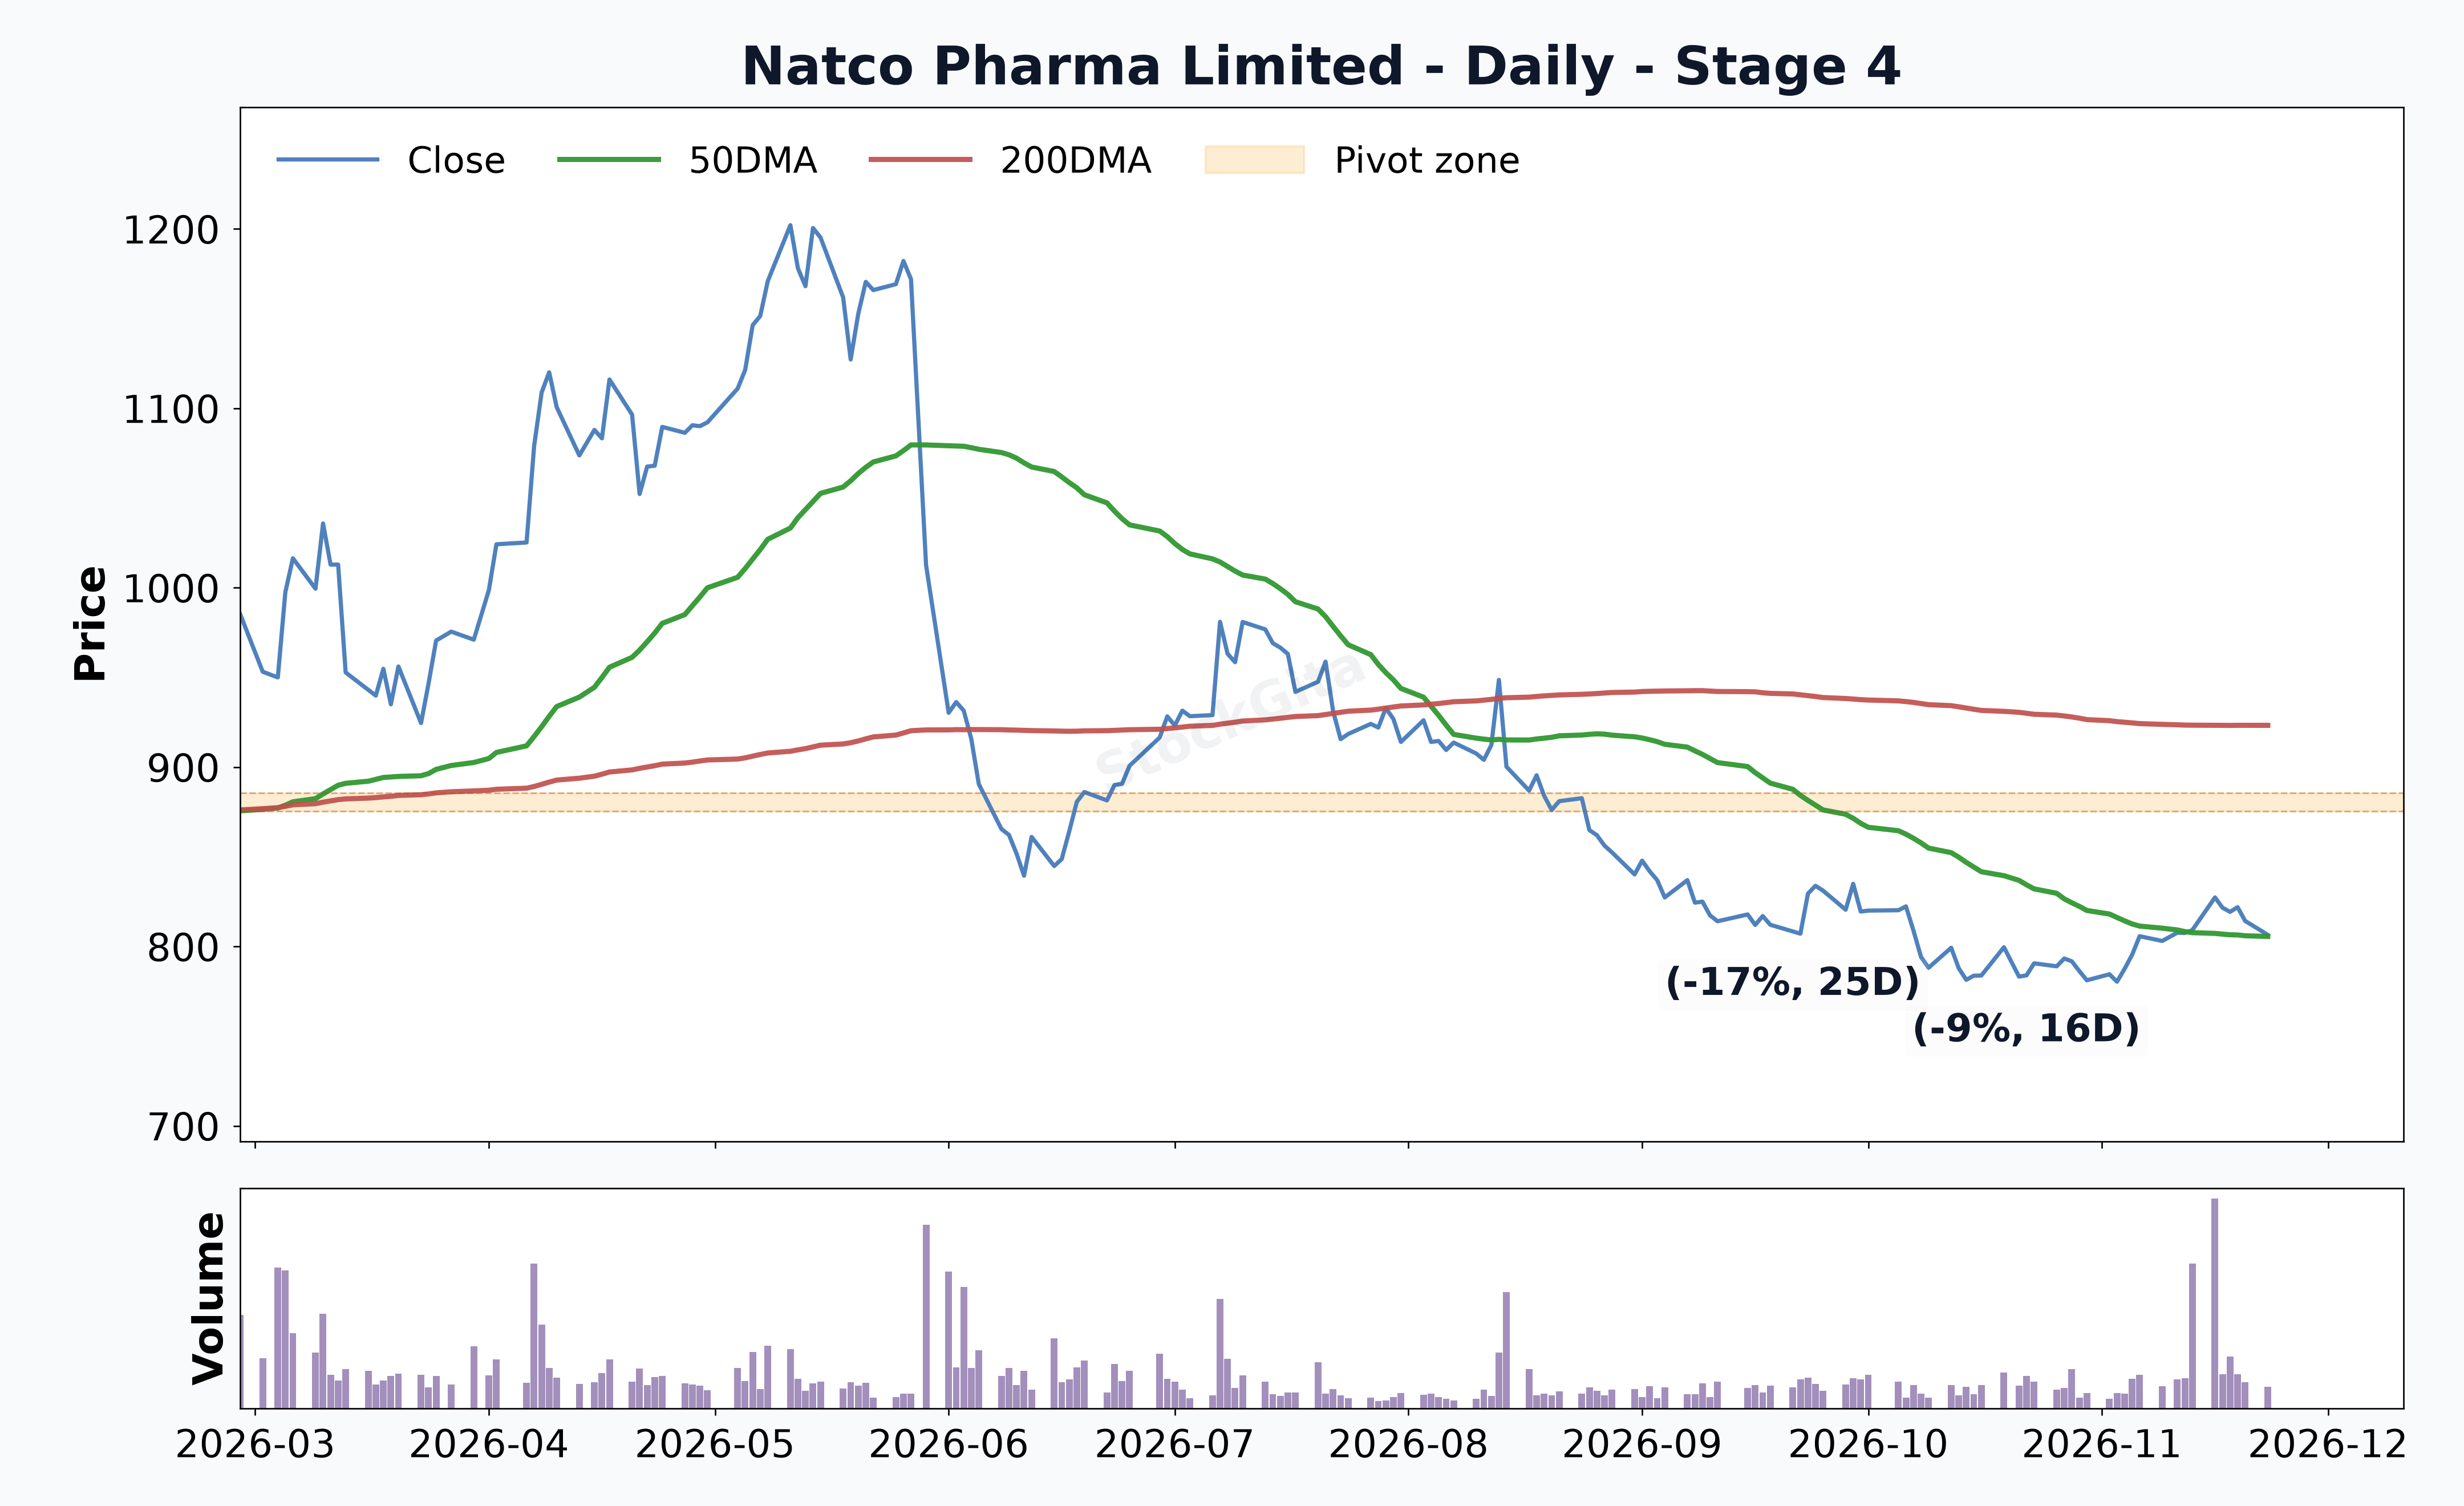 Natco Pharma Limited - Daily - Stage 4
Close 50DMA 200DMA Pivot zone
Price
1200
1100
1000
900
800
700
StockGita
(-17%, 25D)
(-9%, 16D)
Volume
2026-03 2026-04 2026-05 2026-06 2026-07 2026-08 2026-09 2026-10 2026-11 2026-12